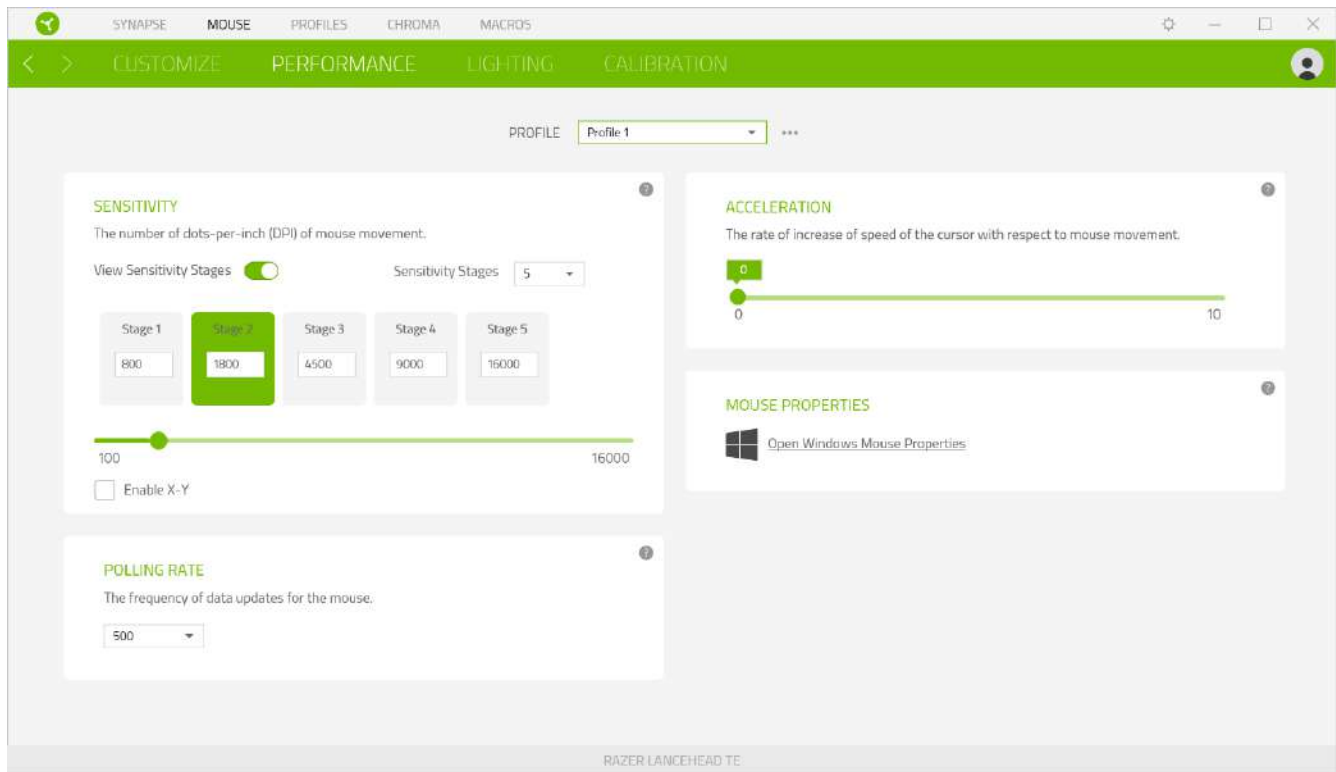 SYNAPSE MOUSE PROFILES CHROMA MACROS
CUSTOMIZE PERFORMANCE LIGHTING CALIBRATION
PROFILE Profile 1
SENSITIVITY
The number of dots-per-inch (DPI) of mouse movement.
View Sensitivity Stages Sensitivity Stages 5
Stage 1 Stage 2 Stage 3 Stage 4 Stage 5
800 1800 4500 9000 16000
100 16000
Enable X-Y
POLLING RATE
The frequency of data updates for the mouse.
500
ACCELERATION
The rate of increase of speed of the cursor with respect to mouse movement.
0
0 10
MOUSE PROPERTIES
Open Windows Mouse Properties
RAZER LANCEHEAD TE